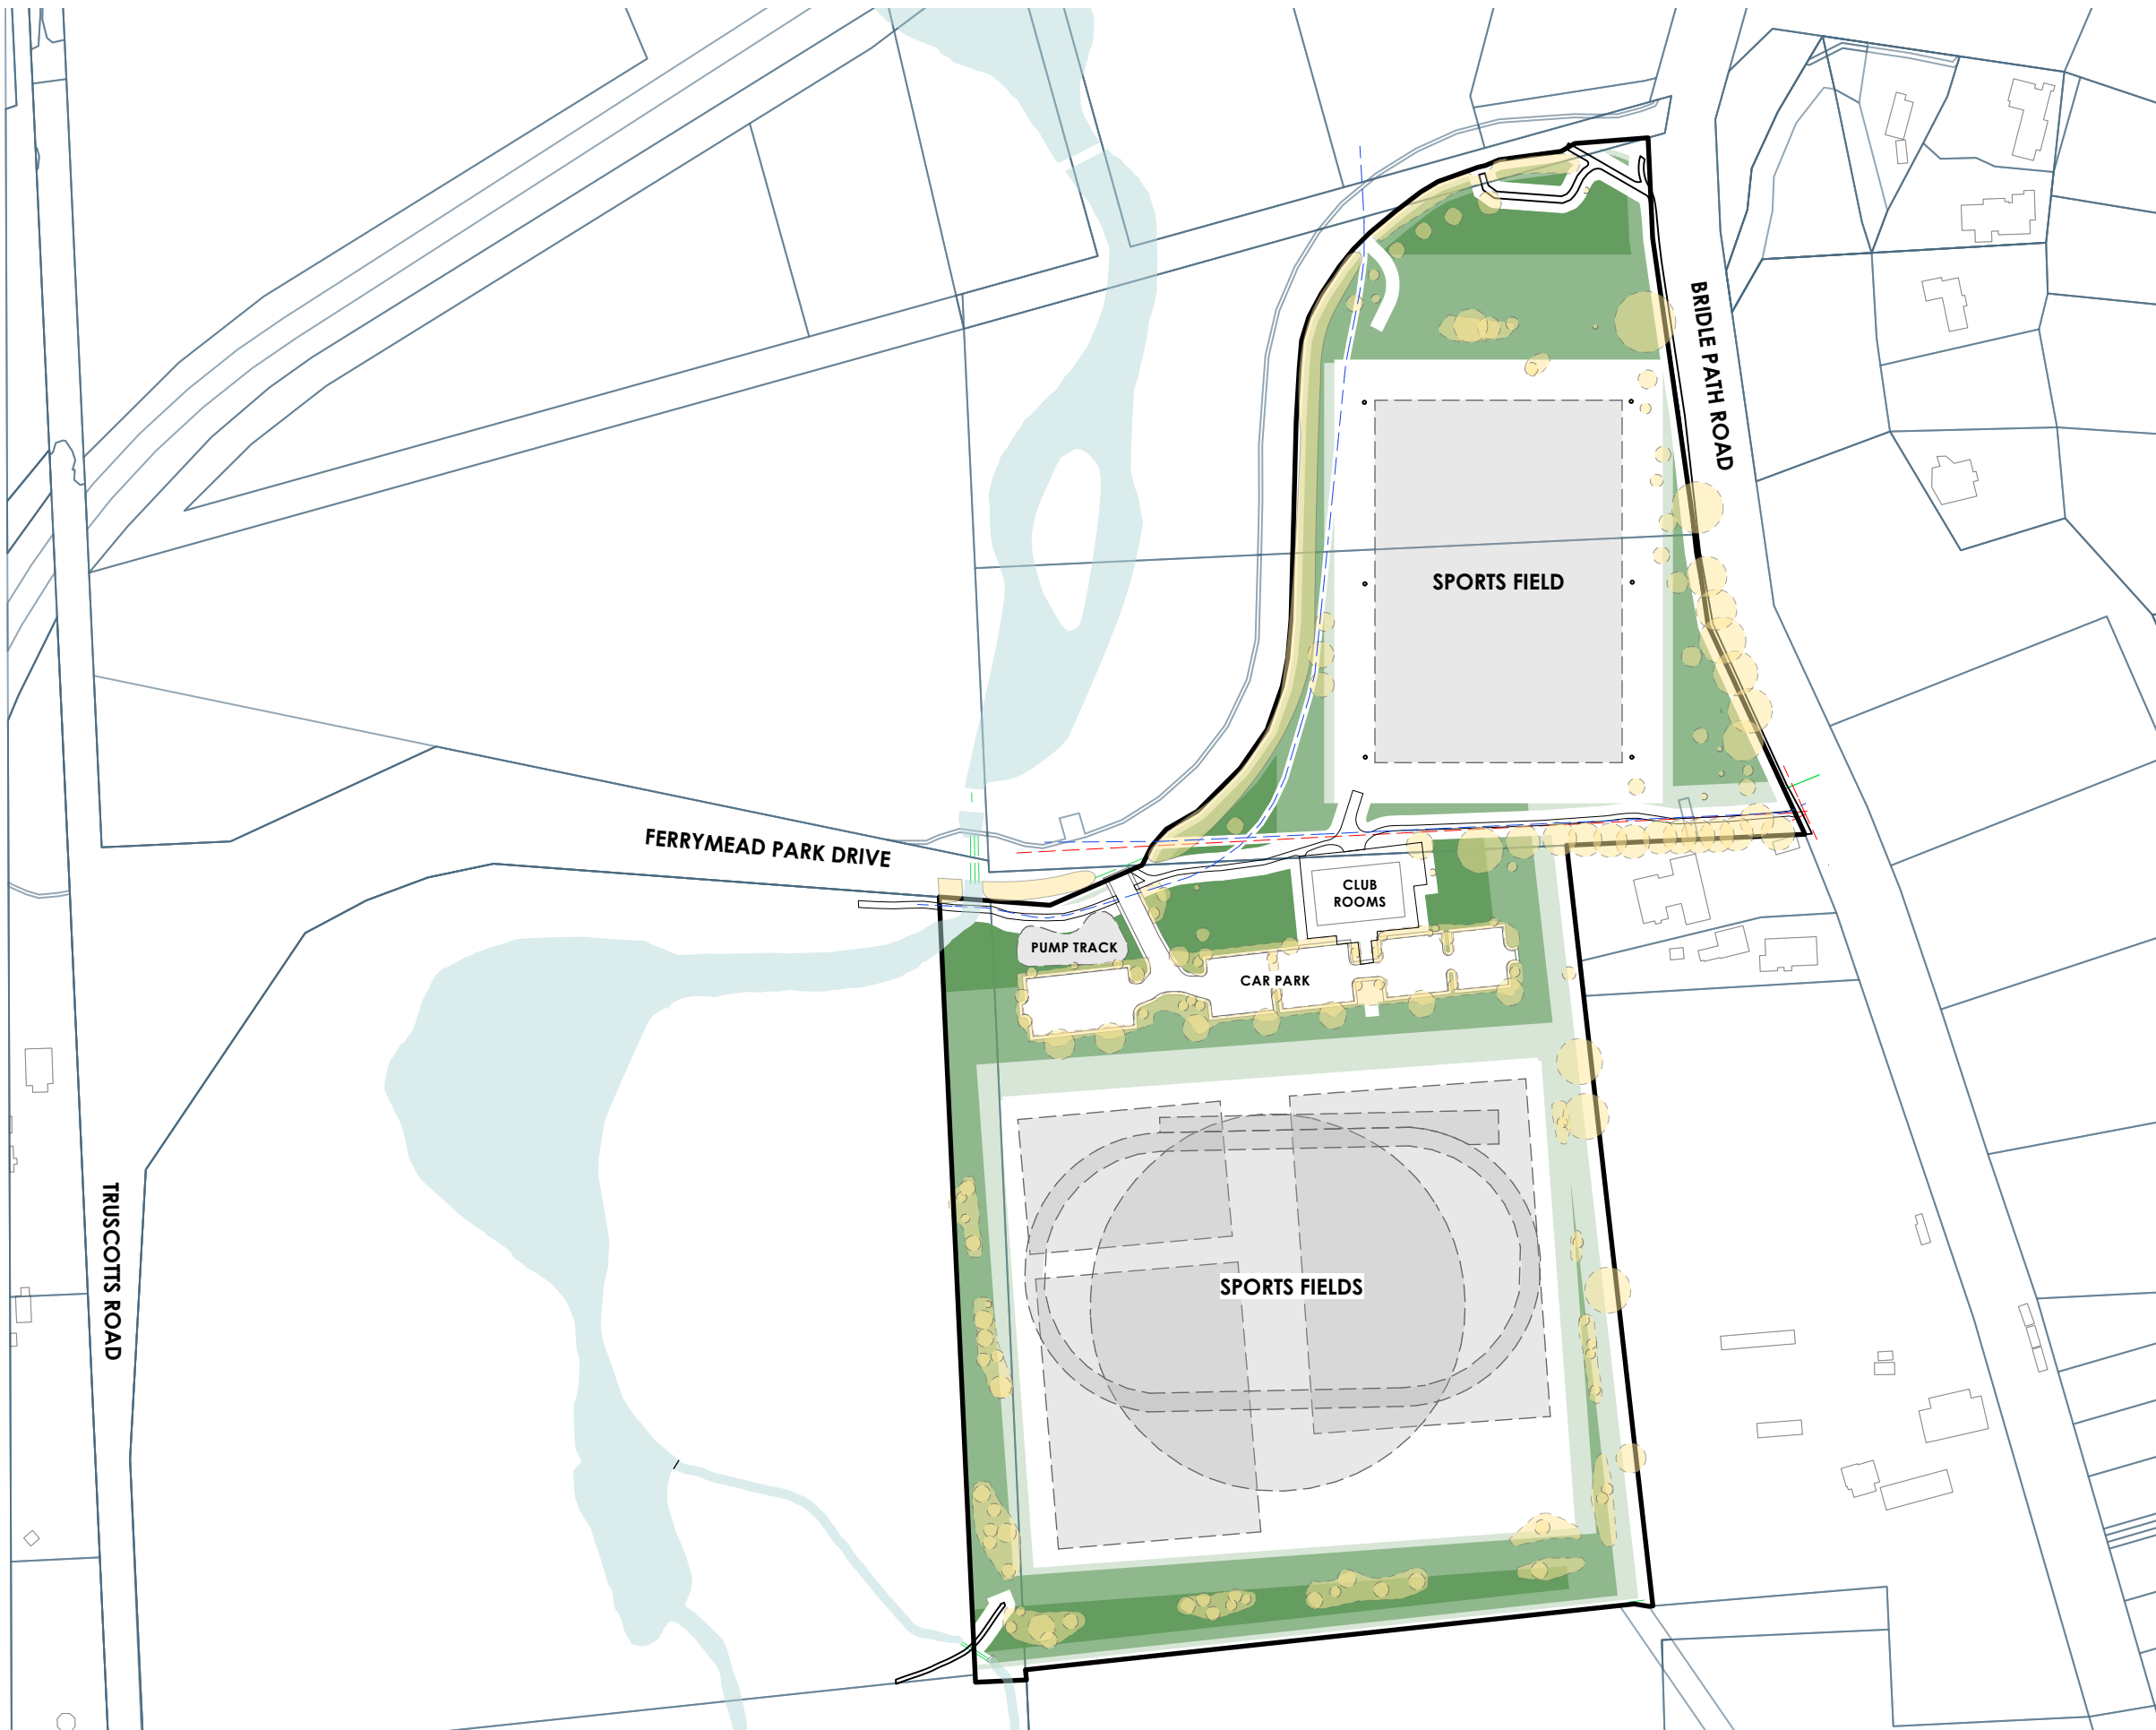 BRIDLE PATH ROAD
SPORTS FIELD
FERRYMEAD PARK DRIVE
CLUB
ROOMS
PUMP TRACK
CAR PARK
TRUSCOTTS ROAD
SPORTS FIELDS